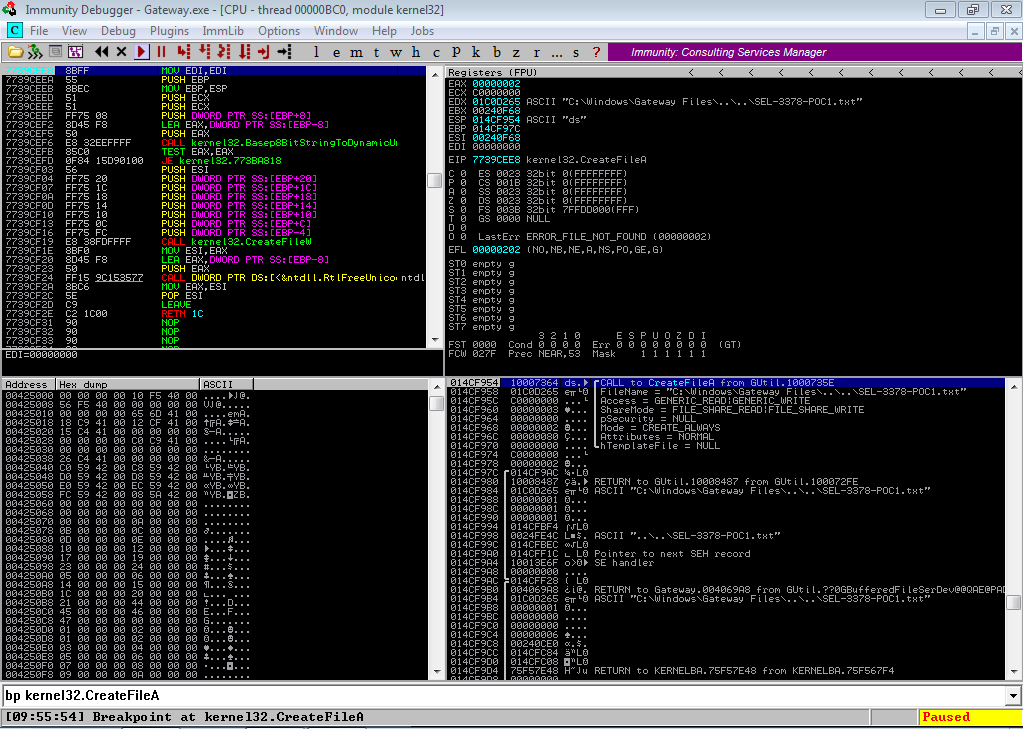 Immunity Debugger - Gateway.exe - [CPU - thread 00000BC0, module kernel32]
C File View Debug Plugins ImmLib Options Window Help Jobs
l e m t w h c P k b z r ... s ? Immunity: Consulting Services Manager
8BFF MOV EDI,EDI
7739CEEA 55 PUSH EBP
7739CEEB 8BEC MOV EBP,ESP
7739CEED 51 PUSH ECX
7739CEEE 51 PUSH ECX
7739CEEF FF75 08 PUSH DWORD PTR SS:[EBP+8]
7739CEF2 8D45 F8 LEA EAX,DWORD PTR SS:[EBP-8]
7739CEF5 50 PUSH EAX
7739CEF6 E8 32EEFFFF CALL kernel32.Basep8BitStringToDynamicU
7739CEFB 85C0 TEST EAX,EAX
7739CEFD 0F84 15D90100 JE kernel32.773BA818
7739CF03 56 PUSH ESI
7739CF04 FF75 20 PUSH DWORD PTR SS:[EBP+20]
7739CF07 FF75 1C PUSH DWORD PTR SS:[EBP+1C]
7739CF0A FF75 18 PUSH DWORD PTR SS:[EBP+18]
7739CF0D FF75 14 PUSH DWORD PTR SS:[EBP+14]
7739CF10 FF75 10 PUSH DWORD PTR SS:[EBP+10]
7739CF13 FF75 0C PUSH DWORD PTR SS:[EBP+C]
7739CF16 FF75 FC PUSH DWORD PTR SS:[EBP-4]
7739CF19 E8 38FDFFFF CALL kernel32.CreateFileW
7739CF1E 8BF0 MOV ESI,EAX
7739CF20 8D45 F8 LEA EAX,DWORD PTR SS:[EBP-8]
7739CF23 50 PUSH EAX
7739CF24 FF15 9C153577 CALL DWORD PTR DS:[<&ntdll.RtlFreeUnico ntdl
7739CF2A 8BC6 MOV EAX,ESI
7739CF2C 5E POP ESI
7739CF2D C9 LEAVE
7739CF2E C2 1C00 RETN 1C
7739CF31 90 NOP
7739CF32 90 NOP
7739CF33 90 NOP
EDI=00000000
Registers (FPU) < < < < < < < < < < <
EAX 00000002
ECX C0000000
EDX 01C0D265 ASCII "C:\Windows\Gateway Files\..\..\SEL-3378-POC1.txt"
EBX 00240F68
ESP 014CF954 ASCII "ds"
EBP 014CF97C
ESI 00240F68
EDI 00000000
EIP 7739CEE8 kernel32.CreateFileA
C 0 ES 0023 32bit 0(FFFFFFFF)
P 0 CS 001B 32bit 0(FFFFFFFF)
A 0 SS 0023 32bit 0(FFFFFFFF)
Z 0 DS 0023 32bit 0(FFFFFFFF)
S 0 FS 003B 32bit 7FFDD000(FFF)
T 0 GS 0000 NULL
D 0
O 0 LastErr ERROR_FILE_NOT_FOUND (00000002)
EFL 00000202 (NO,NB,NE,A,NS,PO,GE,G)
ST0 empty g
ST1 empty g
ST2 empty g
ST3 empty g
ST4 empty g
ST5 empty g
ST6 empty g
ST7 empty g
3 2 1 0 E S P U O Z D I
FST 0000 Cond 0 0 0 0 Err 0 0 0 0 0 0 0 0 (GT)
FCW 027F Prec NEAR,53 Mask 1 1 1 1 1 1
Address Hex dump ASCII
00425000 00 00 00 00 10 F5 40 00
00425008 56 F5 40 00 00 00 00 00
00425010 00 00 00 00 65 6D 41 00
00425018 18 C9 41 00 12 CF 41 00
00425020 15 C4 41 00 00 00 00 00
00425028 00 00 00 00 C0 C9 41 00
00425030 00 00 00 00 00 00 00 00
00425038 26 C4 41 00 00 00 00 00
00425040 C0 59 42 00 C8 59 42 00
00425048 D0 59 42 00 D8 59 42 00
00425050 E0 59 42 00 EC 59 42 00
00425058 FC 59 42 00 08 5A 42 00
00425060 00 00 00 00 00 00 00 00
00425068 00 00 00 00 00 00 00 00
00425070 00 00 00 00 0A 00 00 00
00425078 0B 00 00 00 0C 00 00 00
00425080 0D 00 00 00 0E 00 00 00
00425088 10 00 00 00 12 00 00 00
00425090 17 00 00 00 19 00 00 00
00425098 23 00 00 00 24 00 00 00
004250A0 05 00 00 00 06 00 00 00
004250A8 14 00 00 00 15 00 00 00
004250B0 1C 00 00 00 20 00 00 00
004250B8 21 00 00 00 44 00 00 00
004250C0 45 00 00 00 46 00 00 00
004250C8 47 00 00 00 00 00 00 00
004250D0 01 00 00 00 02 00 00 00
004250D8 01 00 00 00 02 00 00 00
004250E0 03 00 00 00 04 00 00 00
004250E8 05 00 00 00 06 00 00 00
004250F0 07 00 00 00 08 00 00 00
004250F8 09 00 00 00 0A 00 00 00
014CF954 10007364 CALL to CreateFileA from GUtil.1000735E
014CF958 01C0D265 FileName = "C:\Windows\Gateway Files\..\..\SEL-3378-POC1.txt"
014CF95C C0000000 Access = GENERIC_READ|GENERIC_WRITE
014CF960 00000003 ShareMode = FILE_SHARE_READ|FILE_SHARE_WRITE
014CF964 00000000 pSecurity = NULL
014CF968 00000002 Mode = CREATE_ALWAYS
014CF96C 00000080 Attributes = NORMAL
014CF970 00000000 hTemplateFile = NULL
014CF974 C0000000
014CF978 00000002
014CF97C 014CF9AC
014CF980 10008487 RETURN to GUtil.10008487 from GUtil.100072FE
014CF984 01C0D265 ASCII "C:\Windows\Gateway Files\..\..\SEL-3378-POC1.txt"
014CF988 00000001
014CF98C 00000001
014CF990 00000001
014CF994 014CFBF4
014CF998 0024FE4C ASCII "..\..\SEL-3378-POC1.txt"
014CF99C 014CFBEC
014CF9A0 014CFF1C Pointer to next SEH record
014CF9A4 10013E6F SE handler
014CF9A8 00000000
014CF9AC 014CFF28
014CF9B0 004069A8 RETURN to Gateway.004069A8 from GUtil.??0GBufferedFileSerDev@@QAE@PAD
014CF9B4 01C0D265 ASCII "C:\Windows\Gateway Files\..\..\SEL-3378-POC1.txt"
014CF9B8 00000001
014CF9BC 00000000
014CF9C0 00000000
014CF9C4 00000006
014CF9C8 00240CE0
014CF9CC 014CFC84
014CF9D0 014CFC08
014CF9D4 75F57E48 RETURN to KERNELBA.75F57E48 from KERNELBA.75F567F4
bp kernel32.CreateFileA
[09:55:54] Breakpoint at kernel32.CreateFileA Paused